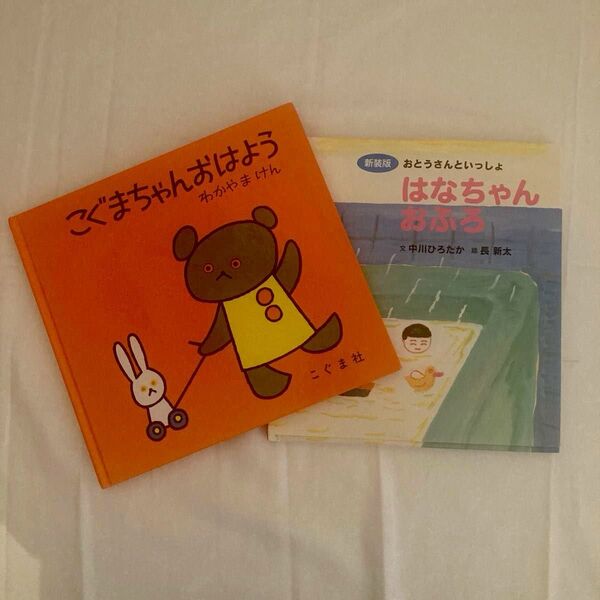 こぐまちゃんおはよう
わかやま けん
こぐま社
新装版 おとうさんといっしょ
はなちゃん
おふろ
文 中川ひろたか 絵 長 新太